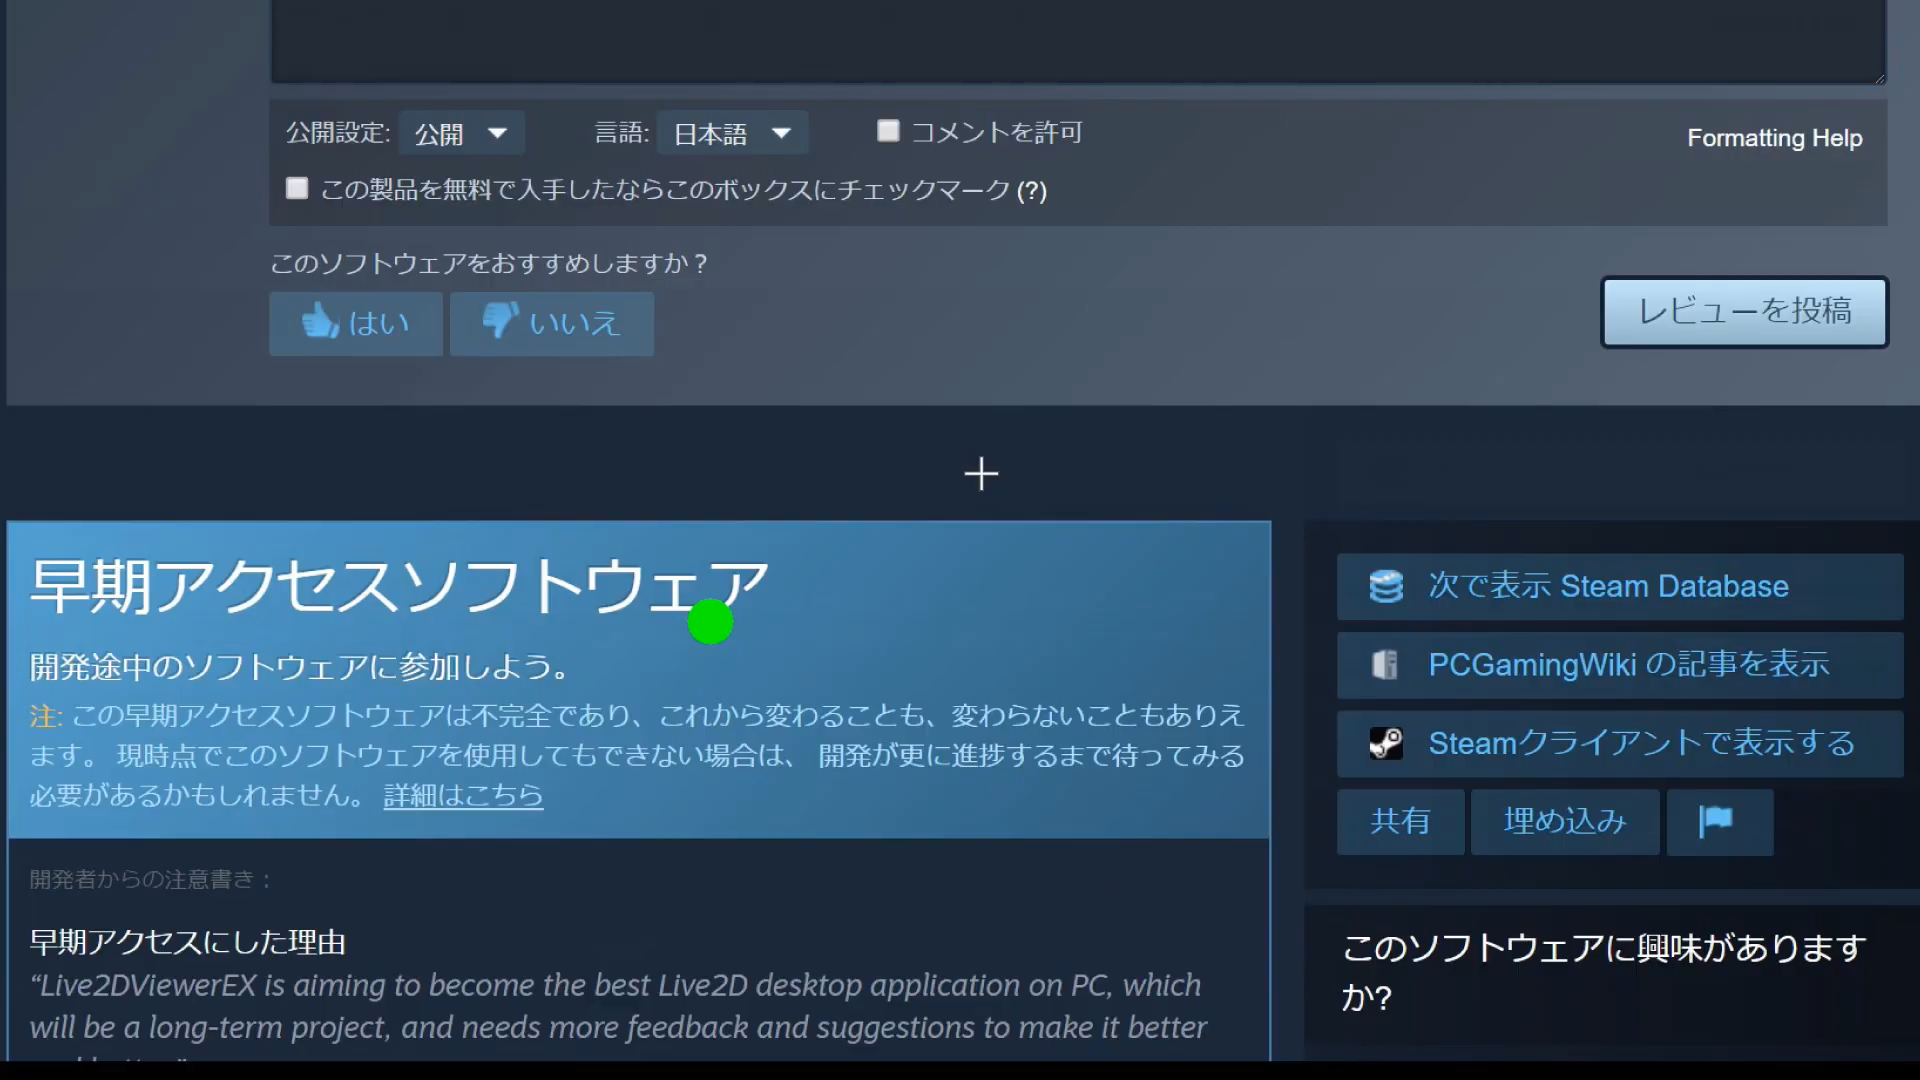 公開設定: 公開 言語: 日本語 コメントを許可 Formatting Help
この製品を無料で入手したならこのボックスにチェックマーク (?)
このソフトウェアをおすすめしますか？
はい いいえ
レビューを投稿
早期アクセスソフトウェア
開発途中のソフトウェアに参加しよう。
注: この早期アクセスソフトウェアは不完全であり、これから変わることも、変わらないこともありえ
ます。 現時点でこのソフトウェアを使用してもできない場合は、 開発が更に進捗するまで待ってみる
必要があるかもしれません。 詳細はこちら
開発者からの注意書き：
早期アクセスにした理由
“Live2DViewerEX is aiming to become the best Live2D desktop application on PC, which
will be a long-term project, and needs more feedback and suggestions to make it better
次で表示 Steam Database
PCGamingWiki の記事を表示
Steamクライアントで表示する
共有 埋め込み
このソフトウェアに興味があります
か?